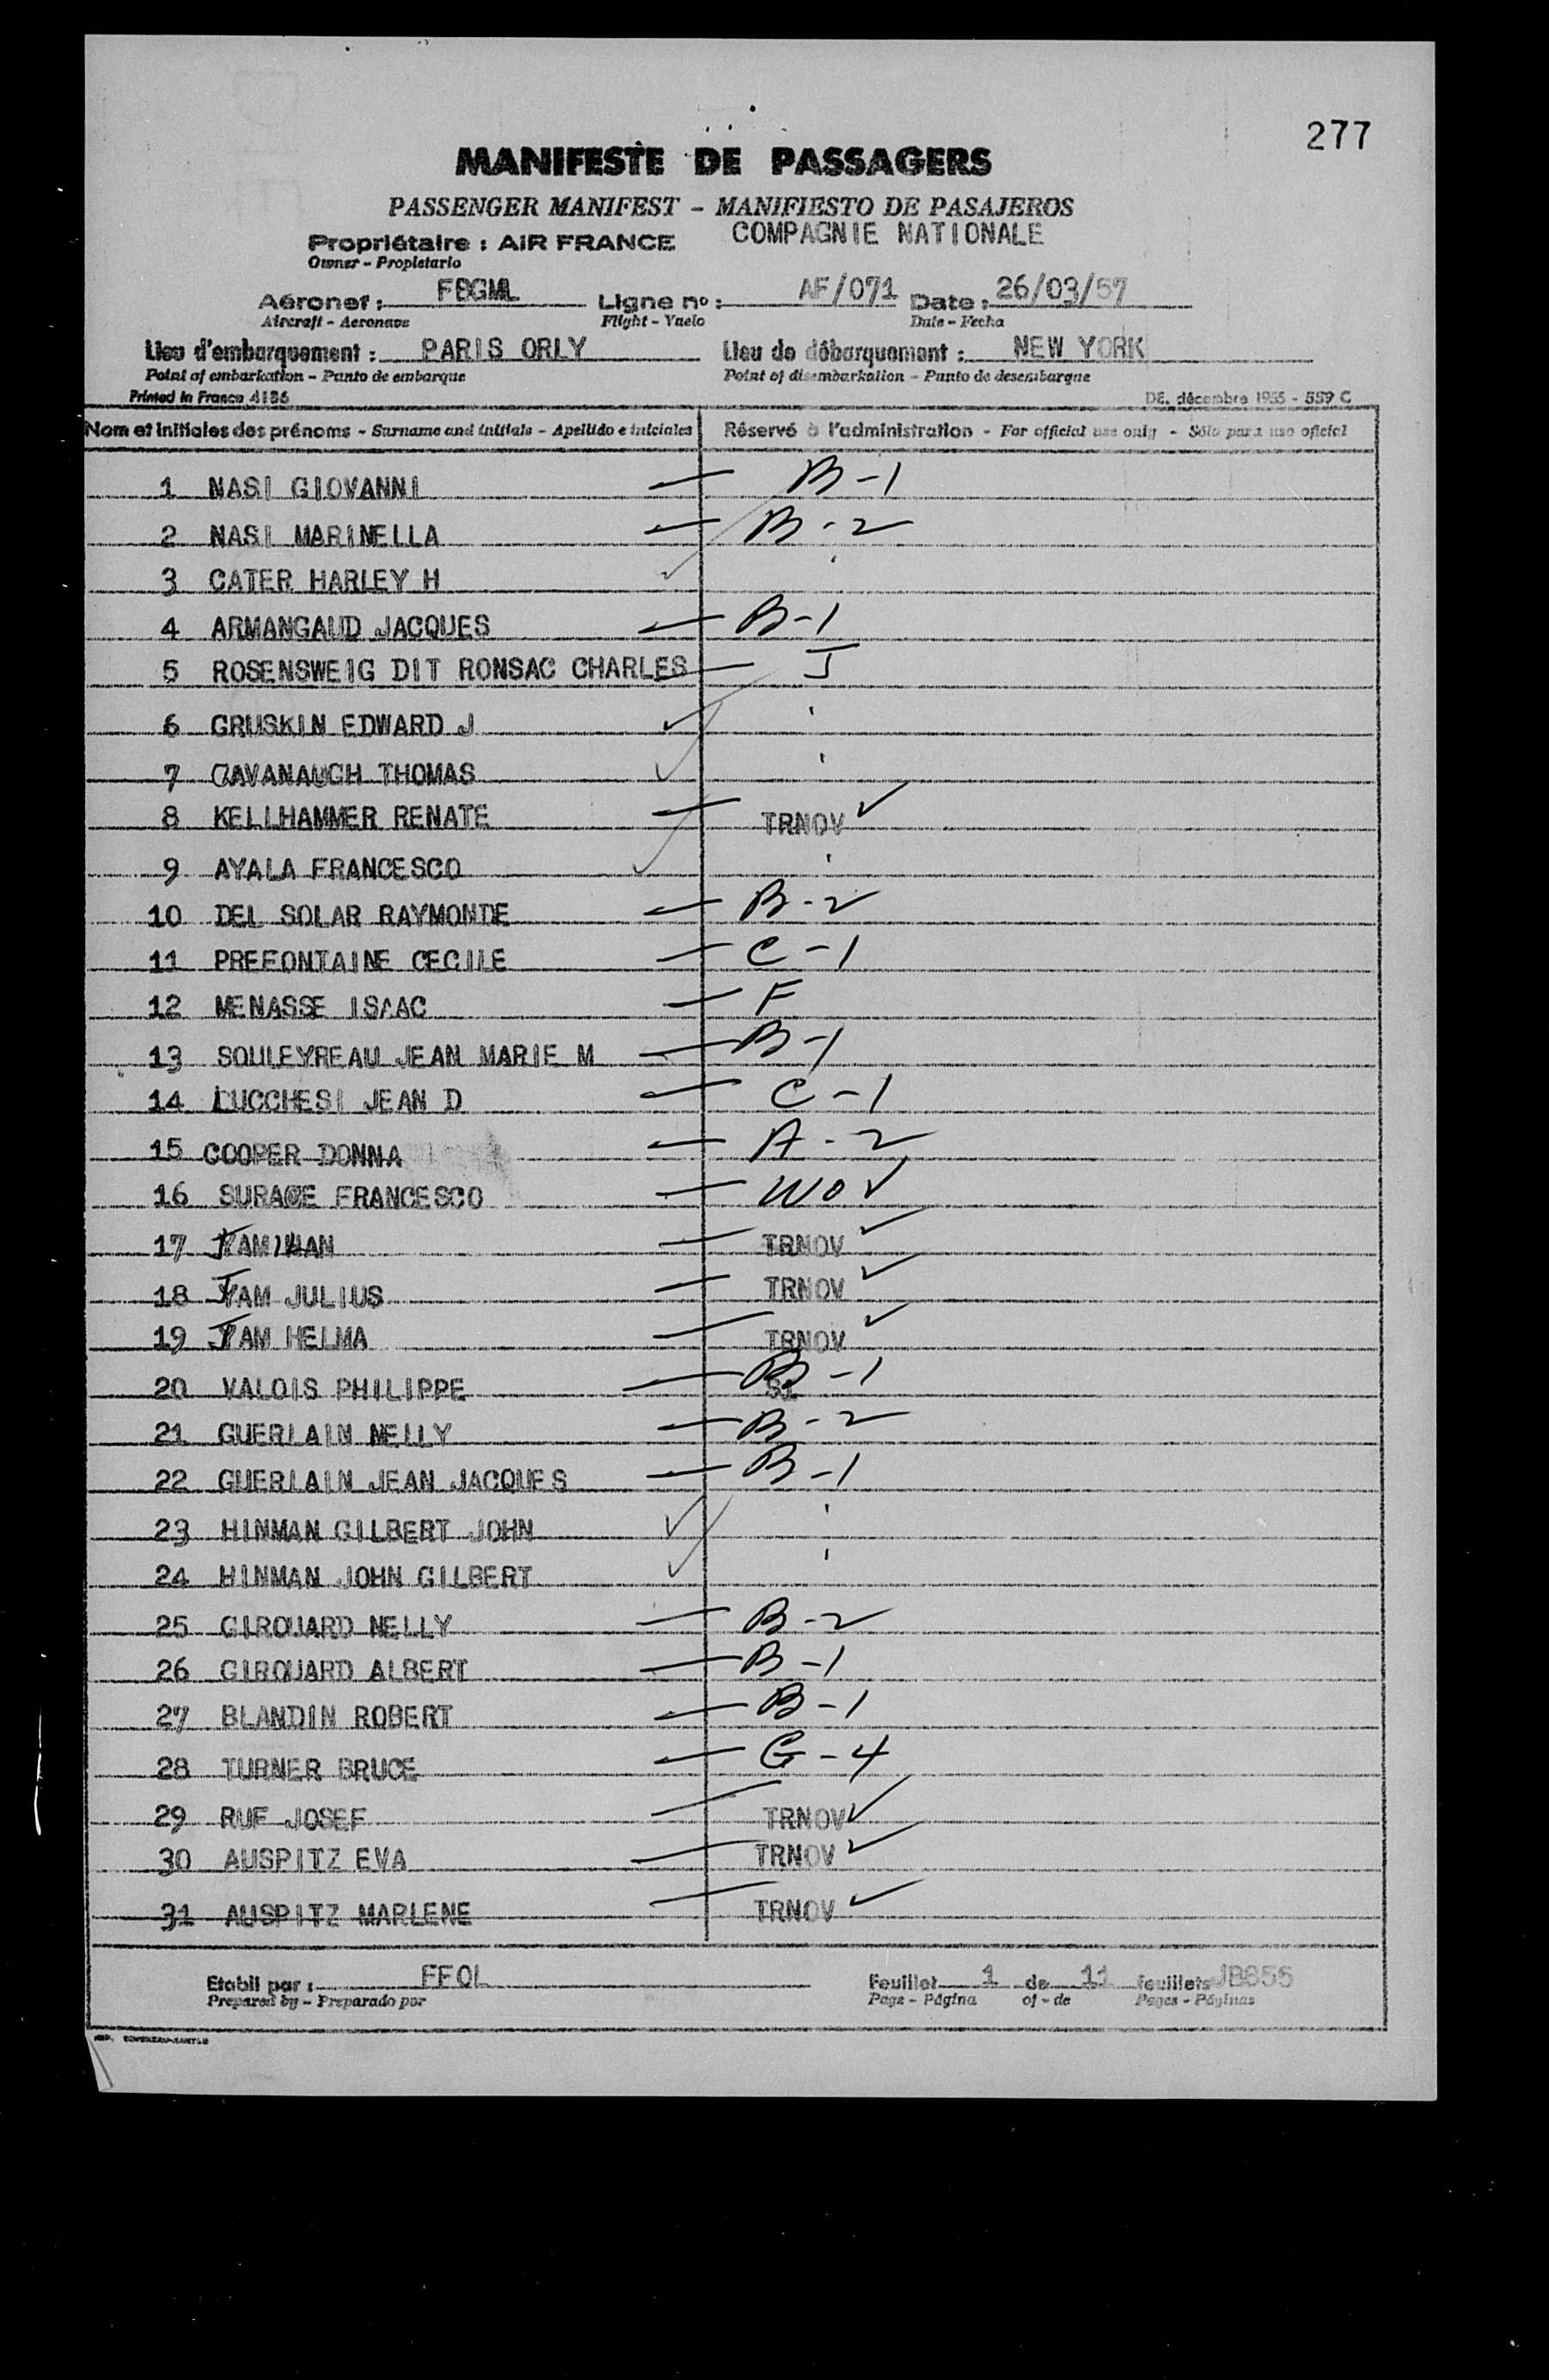 277
MANIFESTE DE PASSAGERS
PASSENGER MANIFEST - MANIFIESTO DE PASAJEROS
Propriétaire : AIR FRANCE COMPAGNIE NATIONALE
Owner - Propietario
Aéronef : FBGML Ligne nº : AF/071 Date : 26/03/57
Aircraft - Aeronave Flight - Vuelo Date - Fecha
Lieu d'embarquement : PARIS ORLY Lieu de débarquement : NEW YORK
Point of embarkation - Punto de embarque Point of disembarkation - Punto de desembarque
Printed in France 4186 DE. décembre 1955 - 559 C
Nom et initiales des prénoms - Surname and initials - Apellido e iniciales Réservé à l'administration - For official use only - Sólo para uso oficial
1 NASI GIOVANNI B-1
2 NASI MARINELLA B-2
3 CATER HARLEY H
4 ARMANGAUD JACQUES B-1
5 ROSENSWEIG DIT RONSAC CHARLES I
6 GRUSKIN EDWARD J
7 CAVANAUGH THOMAS
8 KELLHAMMER RENATE TRNOV ✓
9 AYALA FRANCESCO
10 DEL SOLAR RAYMONDE B-2
11 PREFONTAINE CECILE C-1
12 MENASSE ISAAC F
13 SOULEYREAU JEAN MARIE M B-1
14 LUCCHESI JEAN D C-1
15 COOPER DONNA A-2
16 SURACE FRANCESCO WOV
17 TRNOV ✓
18 JULIUS TRNOV ✓
19 HELMA TRNOV ✓
20 VALOIS PHILIPPE B-1
21 GUERLAIN NELLY B-2
22 GUERLAIN JEAN JACQUES B-1
23 HINMAN GILBERT JOHN
24 HINMAN JOHN GILBERT
25 GIROUARD NELLY B-2
26 GIROUARD ALBERT B-1
27 BLANDIN ROBERT B-1
28 TURNER BRUCE G-4
29 RUF JOSEF TRNOV ✓
30 AUSPITZ EVA TRNOV ✓
31 AUSPITZ MARLENE TRNOV ✓
Etabli par : FFOL Feuillet 1 de 11 feuillets JB855
Prepared by - Preparado por Page - Página of - de Pages - Páginas